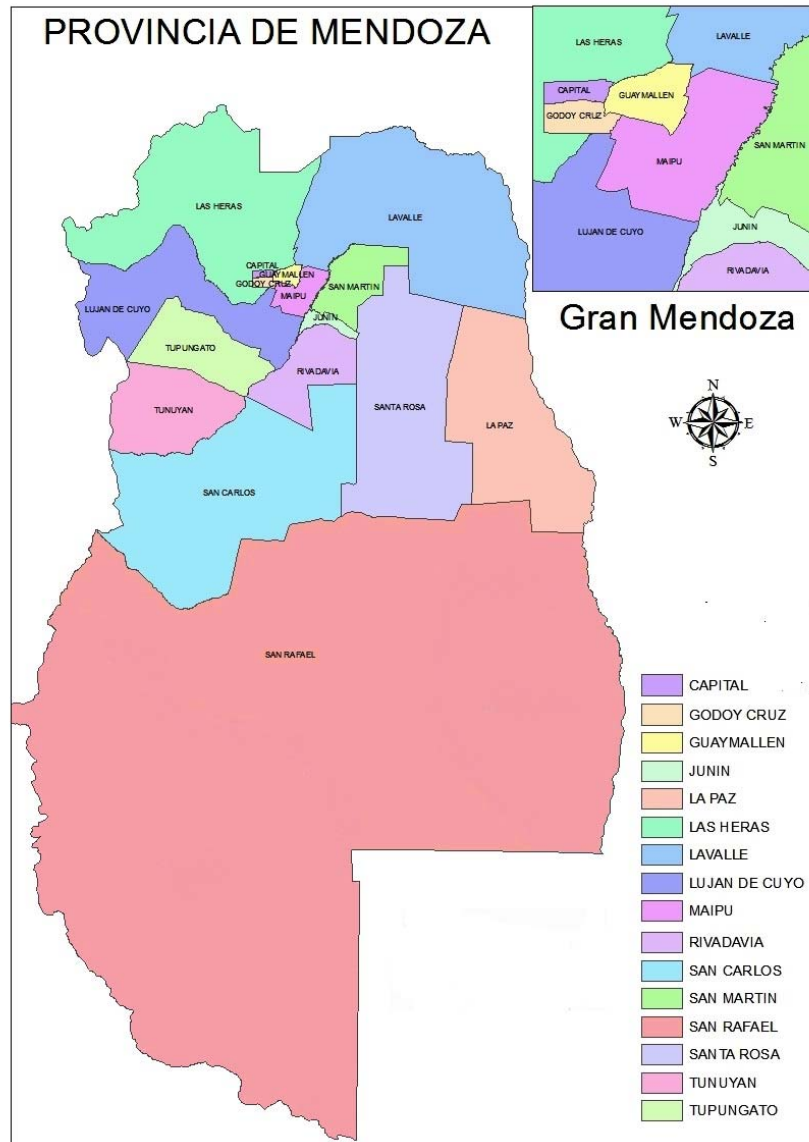 PROVINCIA DE MENDOZA
LAS HERAS
LAVALLE
CAPITAL
GUAYMALLEN
GODOY CRUZ
MAIPU
SAN MARTIN
LUJAN DE CUYO
JUNIN
RIVADAVIA
Gran Mendoza
LAS HERAS
LAVALLE
CAPITAL
GUAYMALLEN
GODOY CRUZ
MAIPU
SAN MARTIN
LUJAN DE CUYO
JUNIN
TUPUNGATO
RIVADAVIA
TUNUYAN
SANTA ROSA
LA PAZ
SAN CARLOS
SAN RAFAEL
N
W E
S
CAPITAL
GODOY CRUZ
GUAYMALLEN
JUNIN
LA PAZ
LAS HERAS
LAVALLE
LUJAN DE CUYO
MAIPU
RIVADAVIA
SAN CARLOS
SAN MARTIN
SAN RAFAEL
SANTA ROSA
TUNUYAN
TUPUNGATO